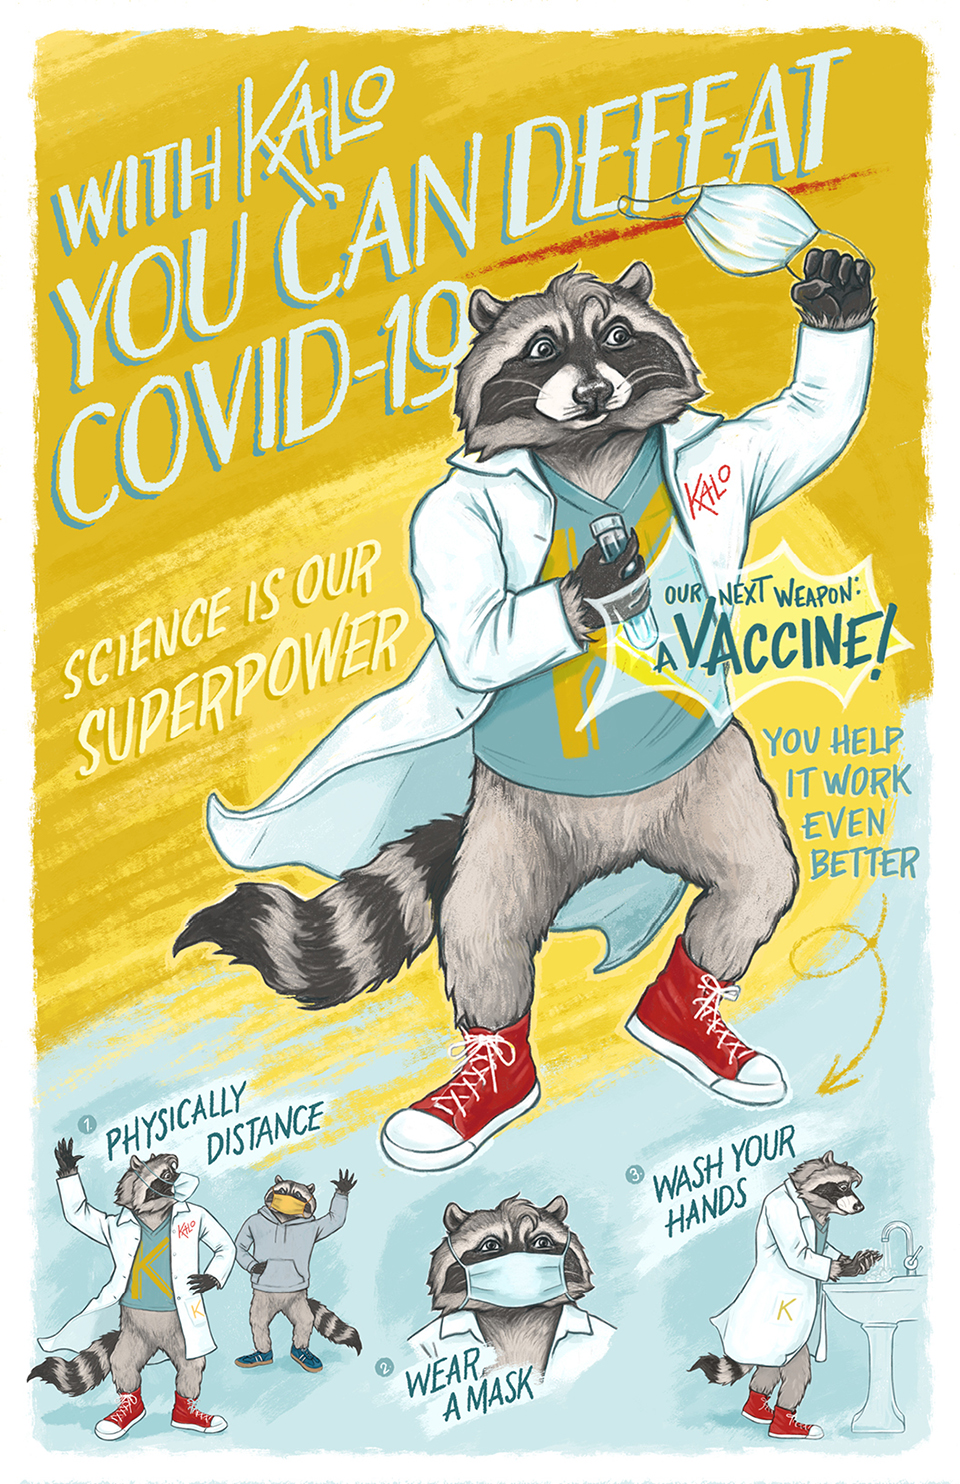 WITH KALO
YOU CAN DEFEAT
COVID-19
SCIENCE IS OUR
SUPERPOWER
KALO
K
OUR NEXT WEAPON:
A VACCINE!
YOU HELP
IT WORK
EVEN
BETTER
1. PHYSICALLY
DISTANCE
KALO
K
K
2. WEAR
A MASK
3. WASH YOUR
HANDS
K